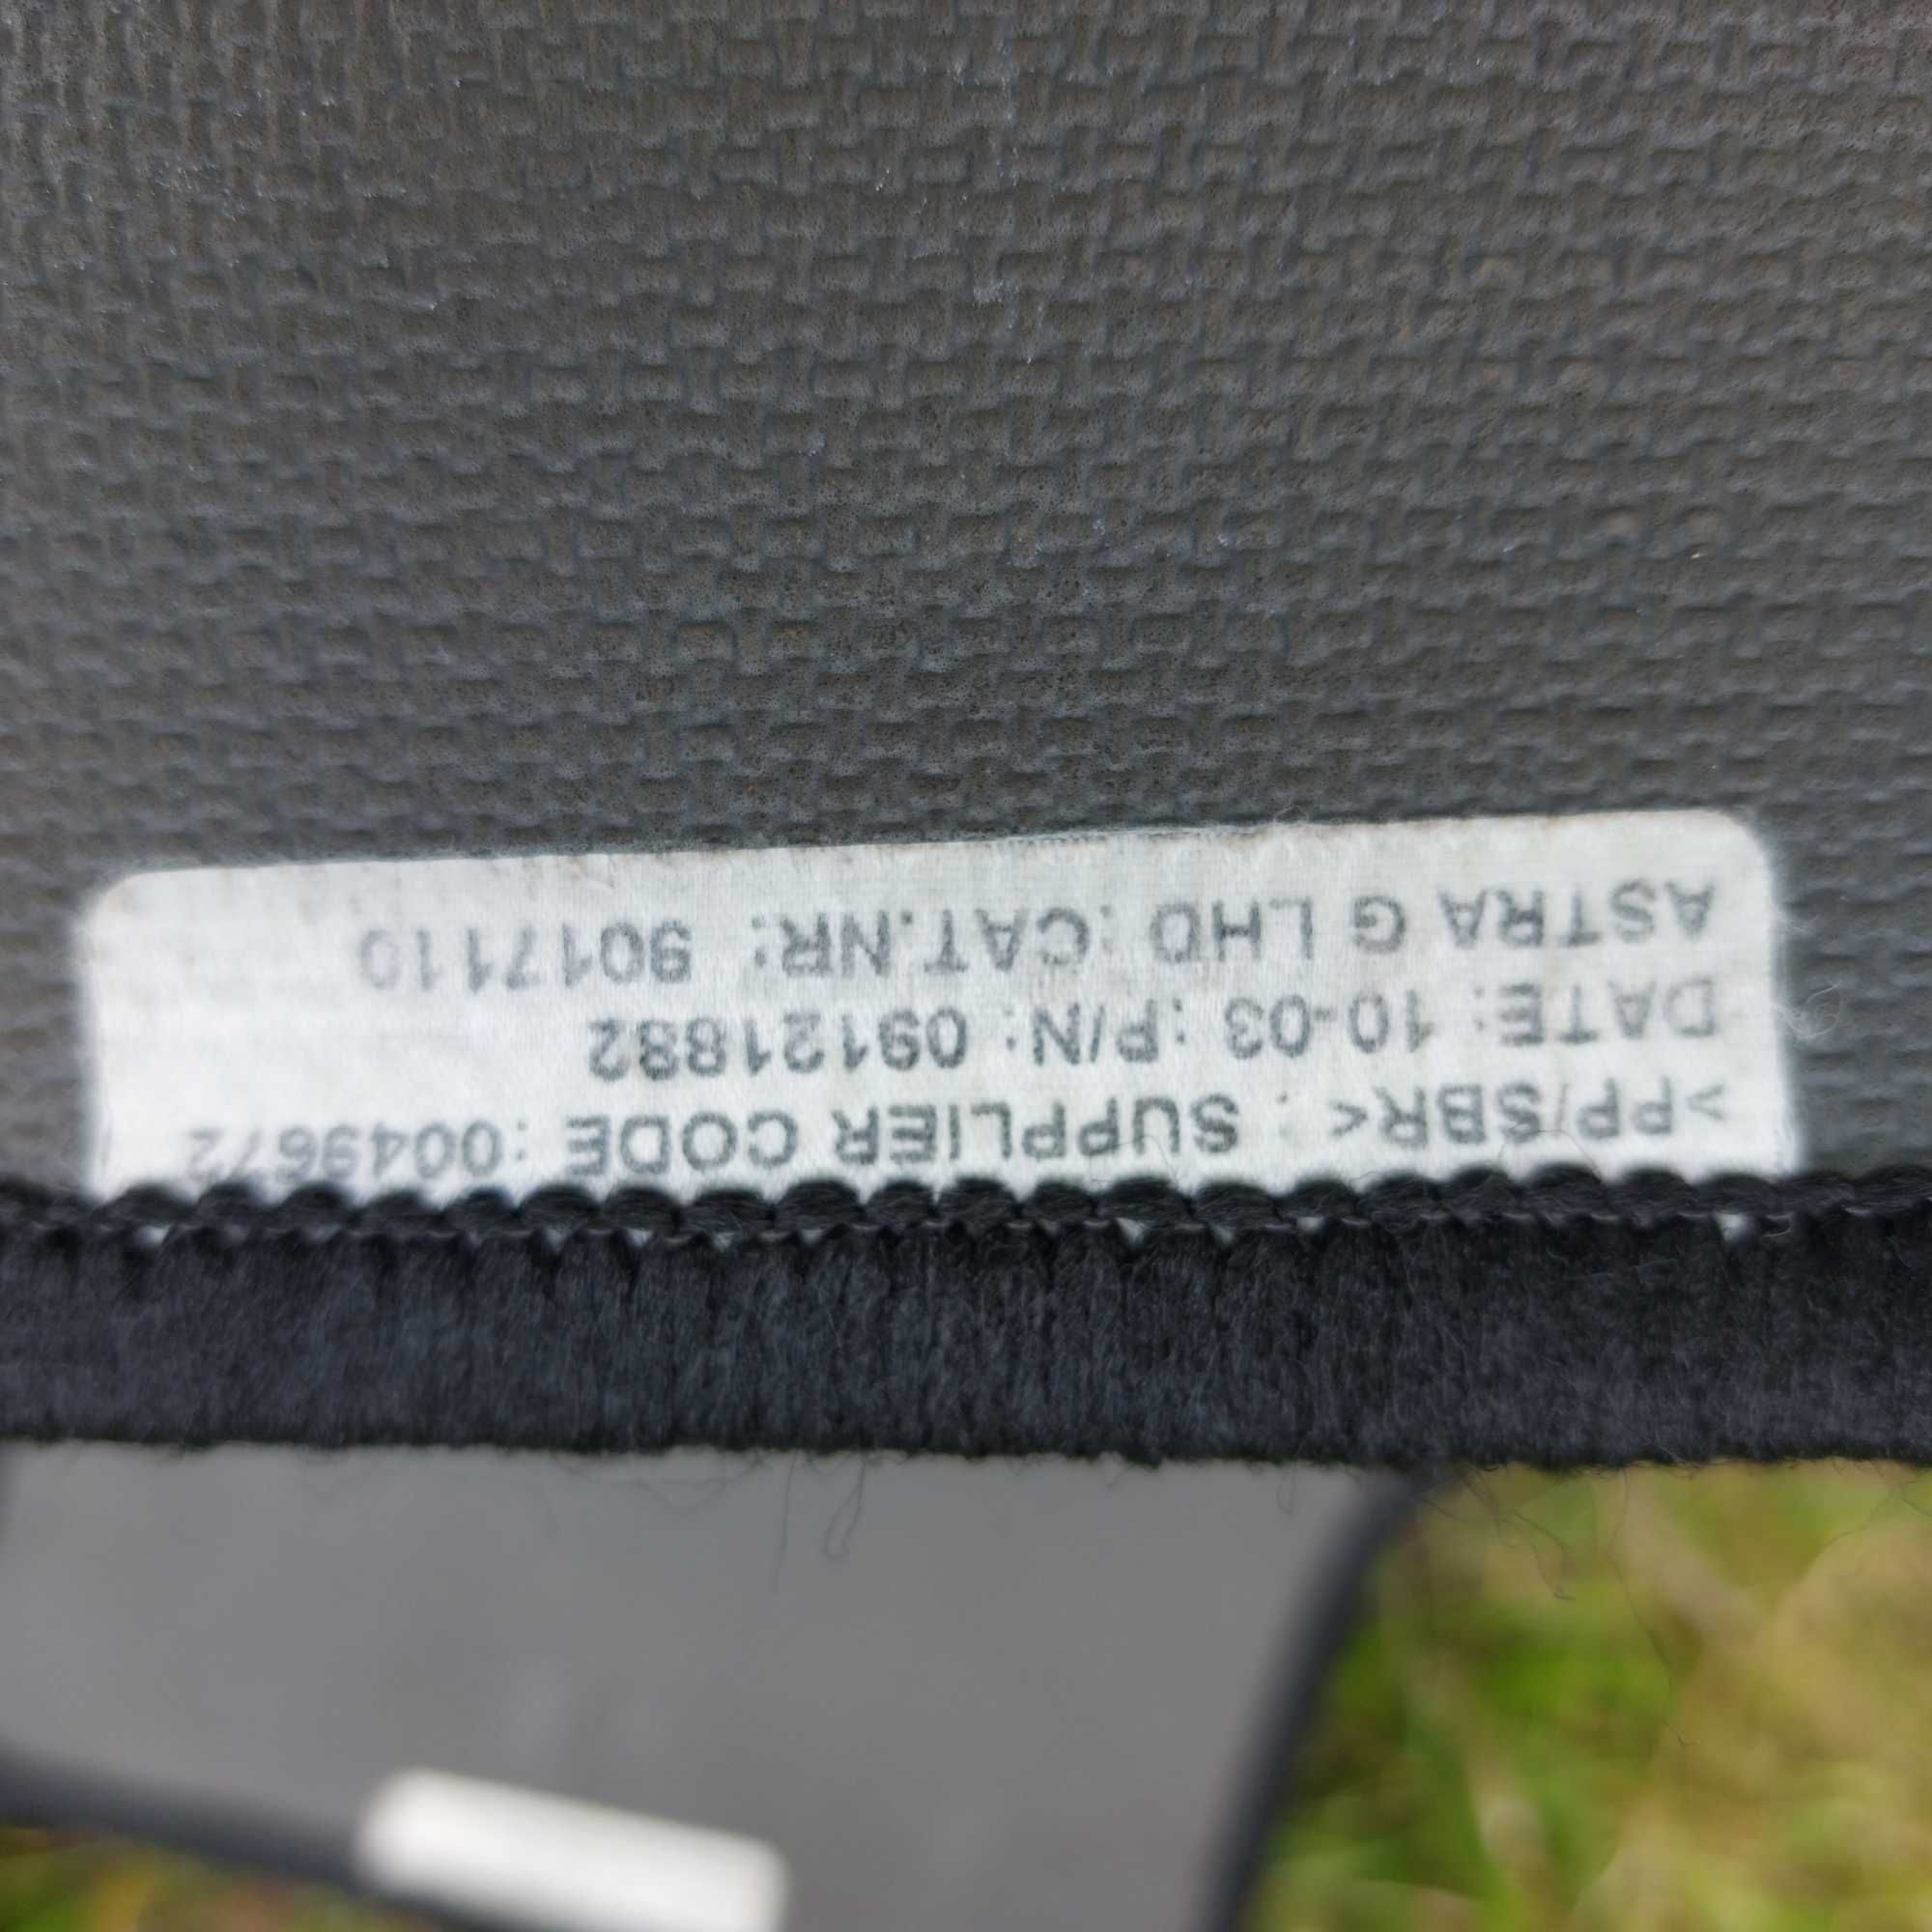 >PP/SBR< : SUPPLIER CODE : 0049672
DATE: 10-03 : P/N: 09121882
ASTRA G LHD : CAT.NR: 9017110